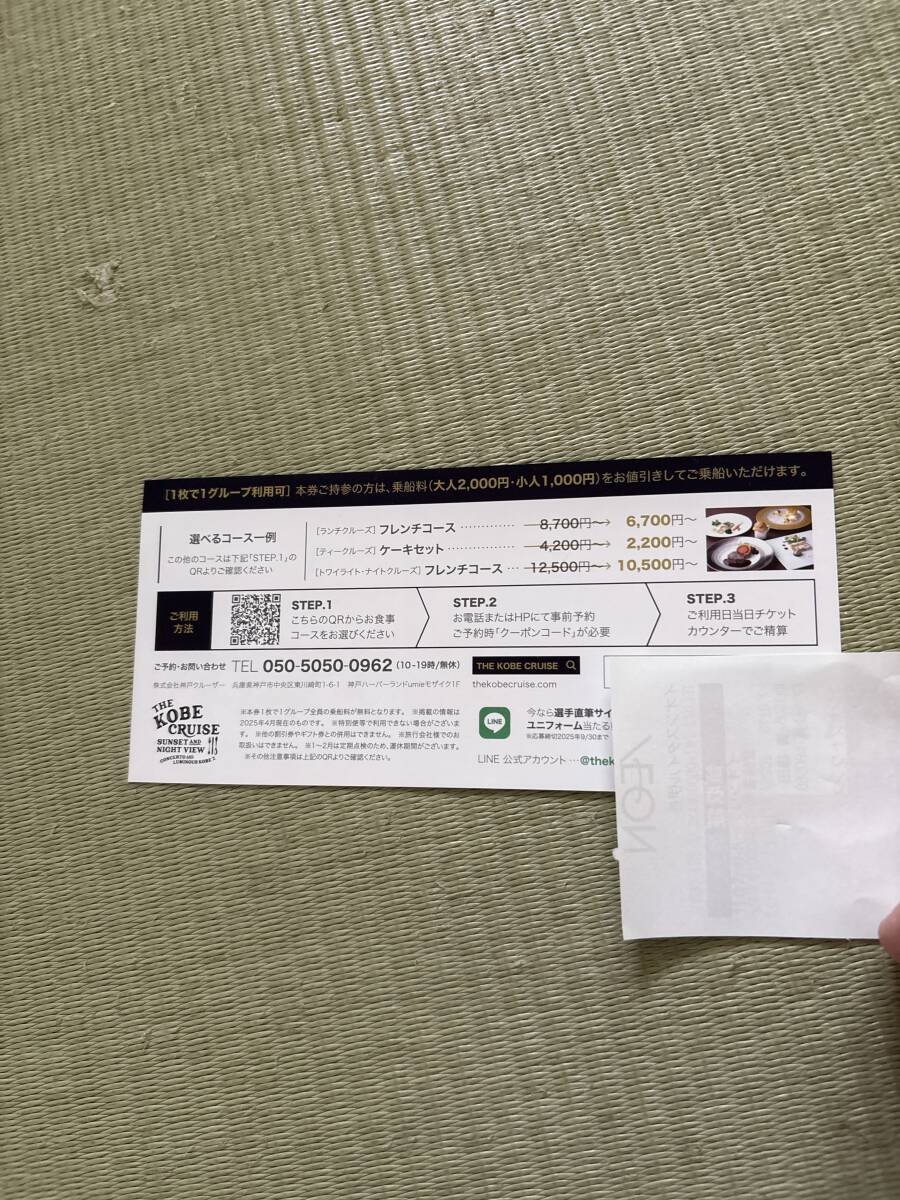 [1枚で1グループ利用可] 本券ご持参の方は、乗船料(大人2,000円・小人1,000円)をお値引きしてご乗船いただけます。
選べるコース一例
この他のコースは下記「STEP.1」の
QRよりご確認ください
[ランチクルーズ] フレンチコース ………… 8,700円〜→ 6,700円〜
[ティークルーズ] ケーキセット ………… 4,200円〜→ 2,200円〜
[トワイライト・ナイトクルーズ] フレンチコース … 12,500円〜→ 10,500円〜
ご利用
方法
STEP.1
こちらのQRからお食事
コースをお選びください
STEP.2
お電話またはHPにて事前予約
ご予約時「クーポンコード」が必要
STEP.3
ご利用日当日チケット
カウンターでご精算
ご予約・お問い合わせ TEL 050-5050-0962 (10-19時/無休)
THE KOBE CRUISE
株式会社神戸クルーザー 兵庫県神戸市中央区東川崎町1-6-1 神戸ハーバーランドumieモザイク1F
thekobecruise.com
THE
KOBE
CRUISE
SUNSET AND
NIGHT VIEW
CONCERTO AND
LUMINOUS KOBE 2
※本券1枚で1グループ全員の乗船料が無料となります。 ※掲載の情報は
2025年4月現在のものです。 ※特別便等で利用できない場合がございま
す。 ※他の割引券やギフト券との併用はできません。 ※旅行会社様でのお
取扱いはできません。 ※1〜2月は定期点検のため、運休期間がございます。
※その他注意事項は上記のQRよりご確認ください。
LINE
今なら選手直筆サイ
ユニフォーム当たる!
※応募締切2025年9/30まで
LINE 公式アカウント …@thek
AEON